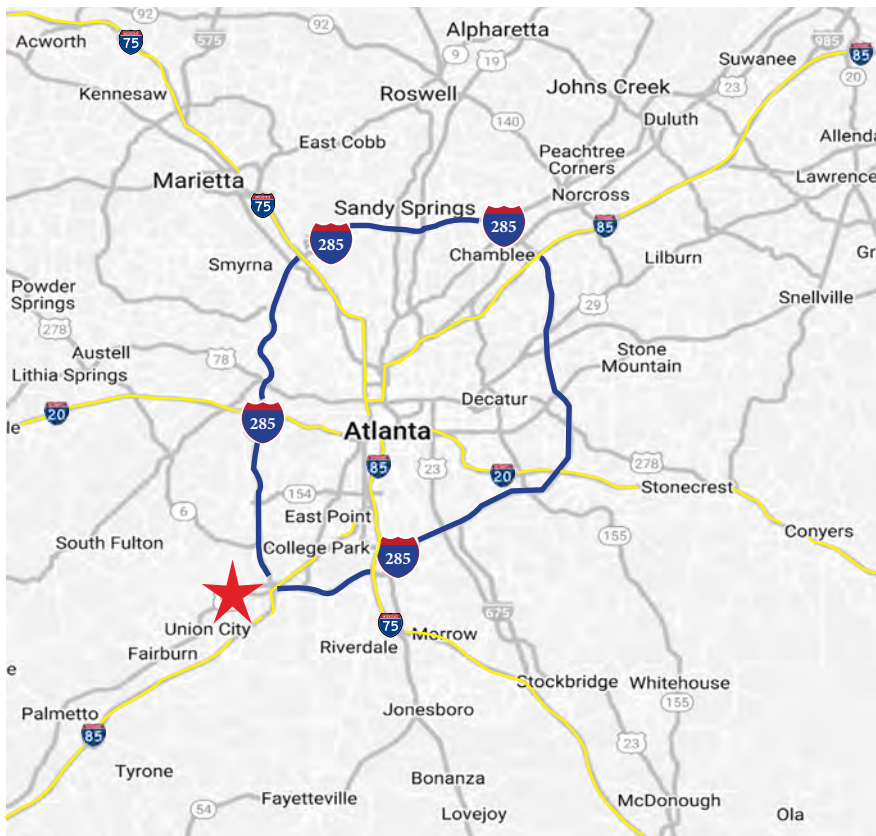 92
92
Acworth
75
575
Alpharetta
9
19
985
85
Suwanee
20
23
Kennesaw
Roswell
Johns Creek
Duluth
140
East Cobb
Allenda
Peachtree
Corners
Marietta
Lawrence
75
Sandy Springs
Norcross
285
285
85
Smyrna
Chamblee
Lilburn
Gr
Powder
Springs
Snellville
29
278
Austell
78
Stone
Mountain
Lithia Springs
Decatur
20
285
le
Atlanta
85
23
20
278
154
Stonecrest
6
East Point
Conyers
155
South Fulton
College Park
285
675
Union City
75
Morrow
Riverdale
Fairburn
e
Stockbridge
Whitehouse
155
Palmetto
Jonesboro
85
23
Tyrone
Bonanza
54
Fayetteville
McDonough
Lovejoy
Ola